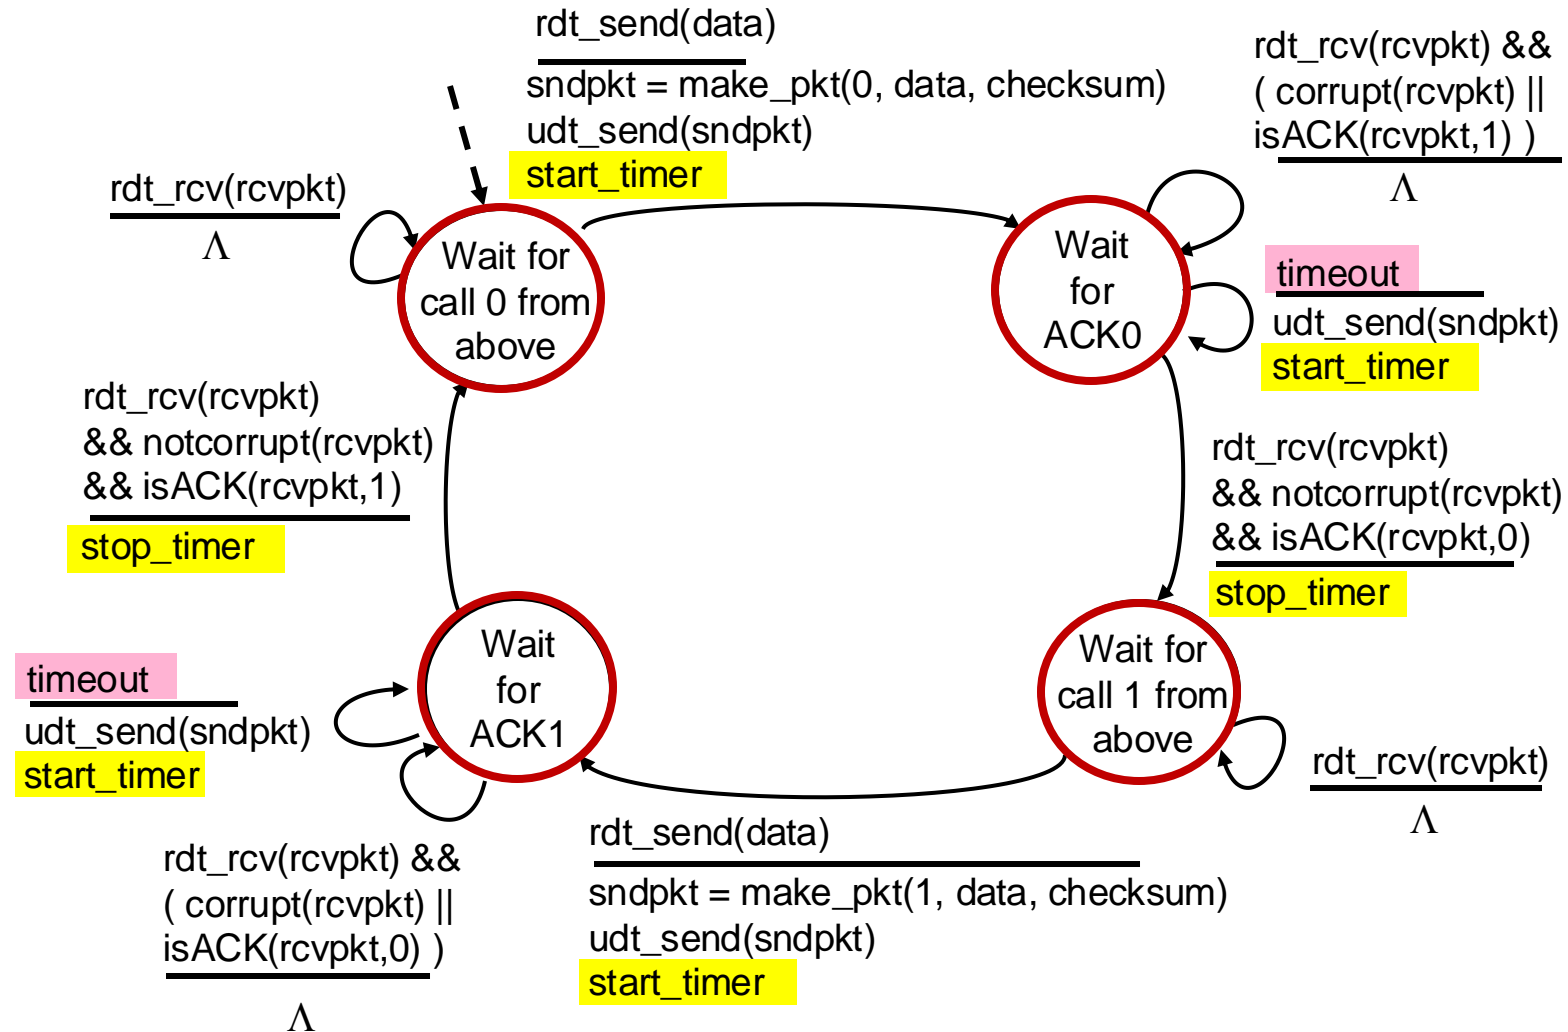 rdt_send(data)
sndpkt = make_pkt(0, data, checksum)
udt_send(sndpkt)
start_timer
rdt_rcv(rcvpkt) &&
( corrupt(rcvpkt) ||
isACK(rcvpkt,1) )
Λ
rdt_rcv(rcvpkt)
Λ
Wait for
call 0 from
above
Wait
for
ACK0
timeout
udt_send(sndpkt)
start_timer
rdt_rcv(rcvpkt)
&& notcorrupt(rcvpkt)
&& isACK(rcvpkt,1)
stop_timer
rdt_rcv(rcvpkt)
&& notcorrupt(rcvpkt)
&& isACK(rcvpkt,0)
stop_timer
timeout
udt_send(sndpkt)
start_timer
Wait
for
ACK1
Wait for
call 1 from
above
rdt_rcv(rcvpkt)
Λ
rdt_rcv(rcvpkt) &&
( corrupt(rcvpkt) ||
isACK(rcvpkt,0) )
Λ
rdt_send(data)
sndpkt = make_pkt(1, data, checksum)
udt_send(sndpkt)
start_timer